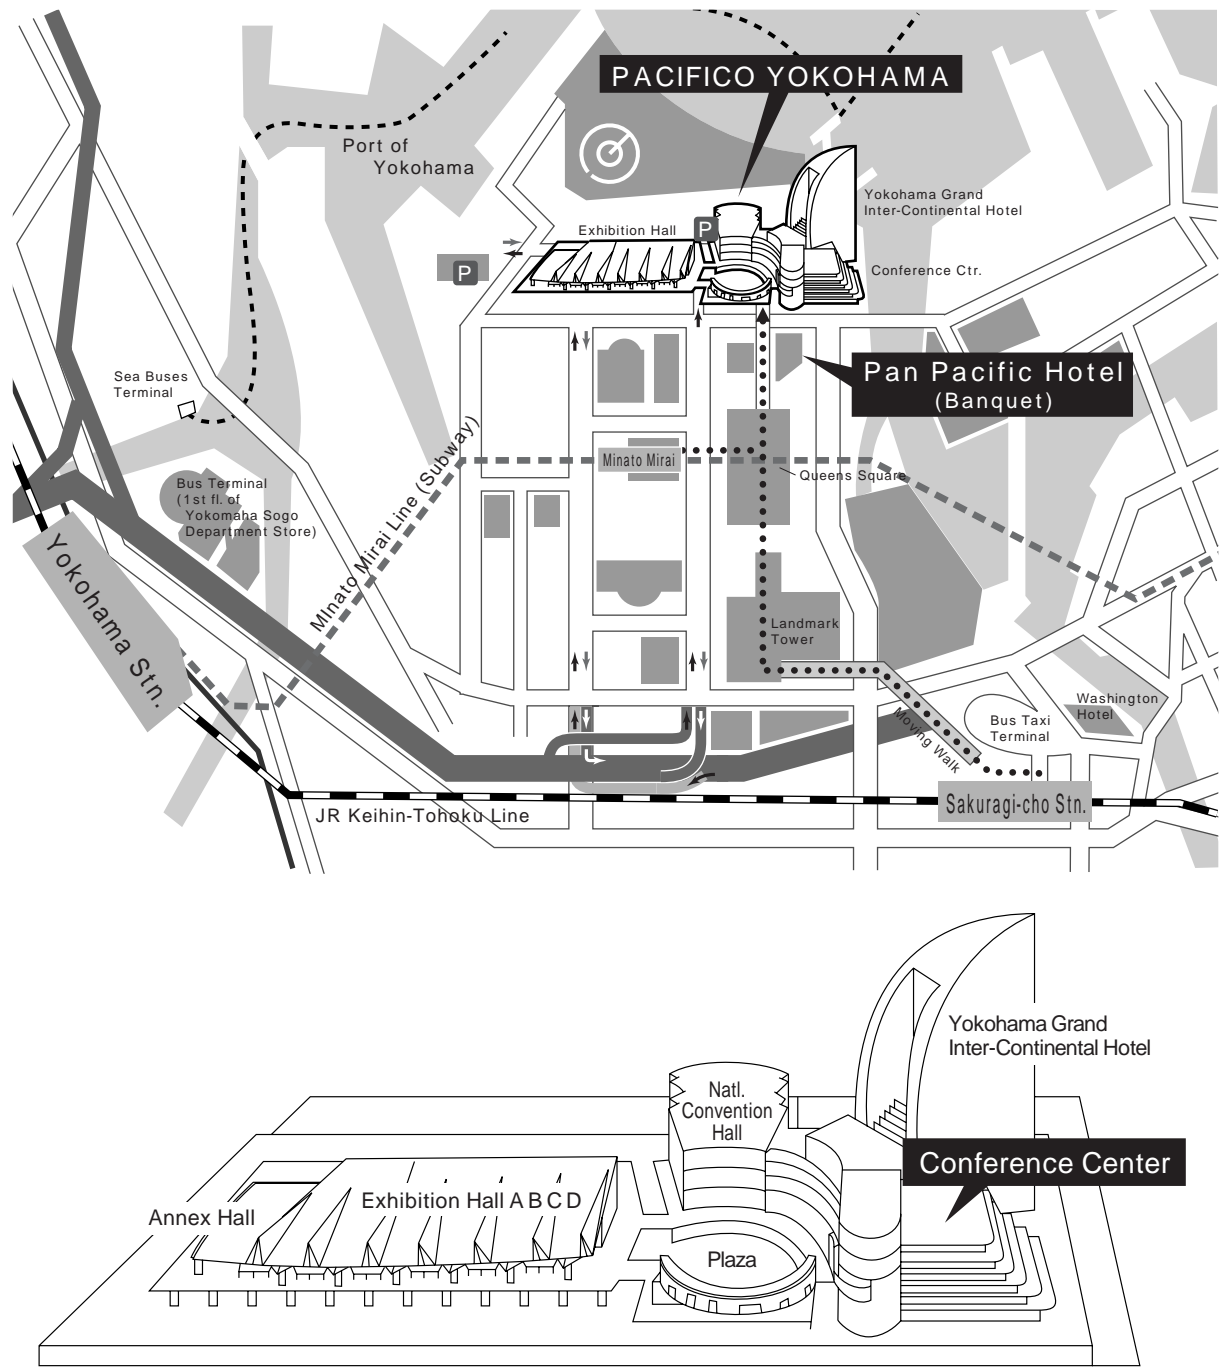 PACIFICO YOKOHAMA
Port of
Yokohama
Yokohama Grand
Inter-Continental Hotel
Exhibition Hall
P
P
Conference Ctr.
Pan Pacific Hotel
(Banquet)
Sea Buses
Terminal
MInato Mirai Line (Subway)
Minato Mirai
Queens Square
Bus Terminal
(1st fl. of
Yokomaha Sogo
Department Store)
Yokohama Stn.
Landmark
Tower
Moving Walk
Bus Taxi
Terminal
Washington
Hotel
Sakuragi-cho Stn.
JR Keihin-Tohoku Line
Yokohama Grand
Inter-Continental Hotel
Natl.
Convention
Hall
Conference Center
Exhibition Hall A B C D
Annex Hall
Plaza